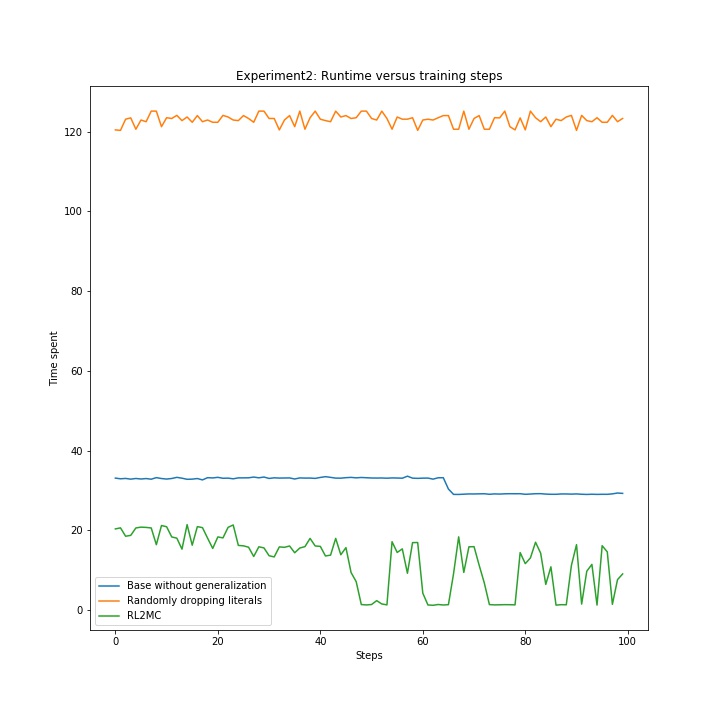 Experiment2: Runtime versus training steps
120
100
80
60
40
20
0
Time spent
Base without generalization
Randomly dropping literals
RL2MC
0 20 40 60 80 100
Steps